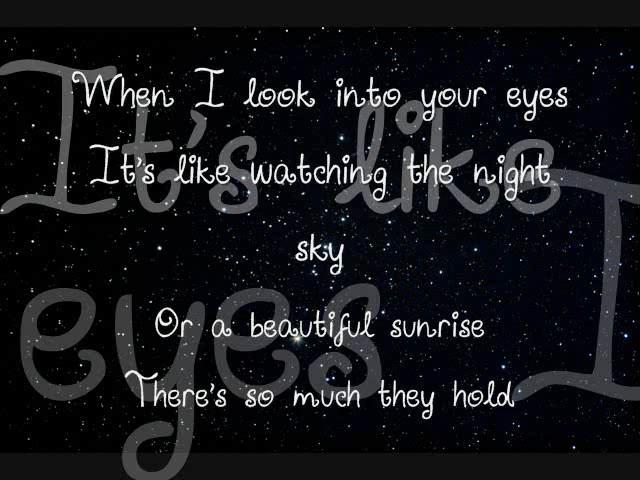 When I look into your eyes
It's like
It's like watching the night
sky
eyes I
Or a beautiful sunrise
There's so much they hold